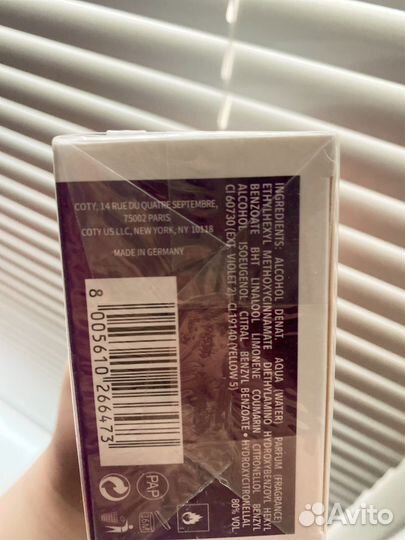 COTY, 14 RUE DU QUATRE SEPTEMBRE,
75002 PARIS
COTY US LLC, NEW YORK, NY 10118
MADE IN GERMANY
8 005610 266473
PAP
INGREDIENTS: ALCOHOL DENAT., AQUA (WATER), PARFUM (FRAGRANCE),
ETHYLHEXYL METHOXYCINNAMATE, DIETHYLAMINO HYDROXYBENZOYL HEXYL
BENZOATE, BHT, LINALOOL, LIMONENE, COUMARIN, CITRONELLOL, BENZYL
ALCOHOL, ISOEUGENOL, CITRAL, BENZYL BENZOATE • HYDROXYCITRONELLAL,
CI 60730 (EXT. VIOLET 2), CI 19140 (YELLOW 5)
80% VOL
Avito